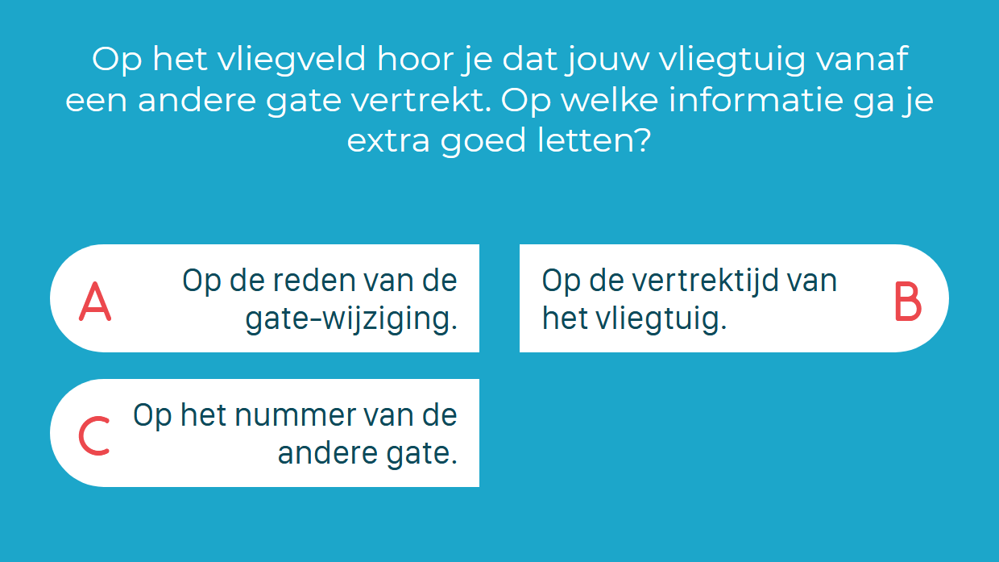 Op het vliegveld hoor je dat jouw vliegtuig vanaf
een andere gate vertrekt. Op welke informatie ga je
extra goed letten?
A
Op de reden van de
gate-wijziging.
Op de vertrektijd van
het vliegtuig.
B
C
Op het nummer van de
andere gate.